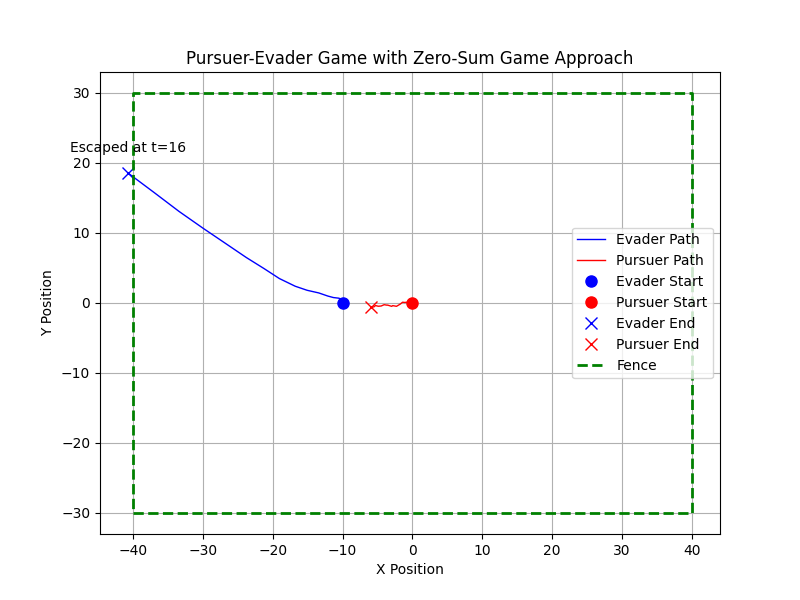 Pursuer-Evader Game with Zero-Sum Game Approach
30
20
10
0
−10
−20
−30
Y Position
Escaped at t=16
Evader Path
Pursuer Path
Evader Start
Pursuer Start
Evader End
Pursuer End
Fence
−40 −30 −20 −10 0 10 20 30 40
X Position